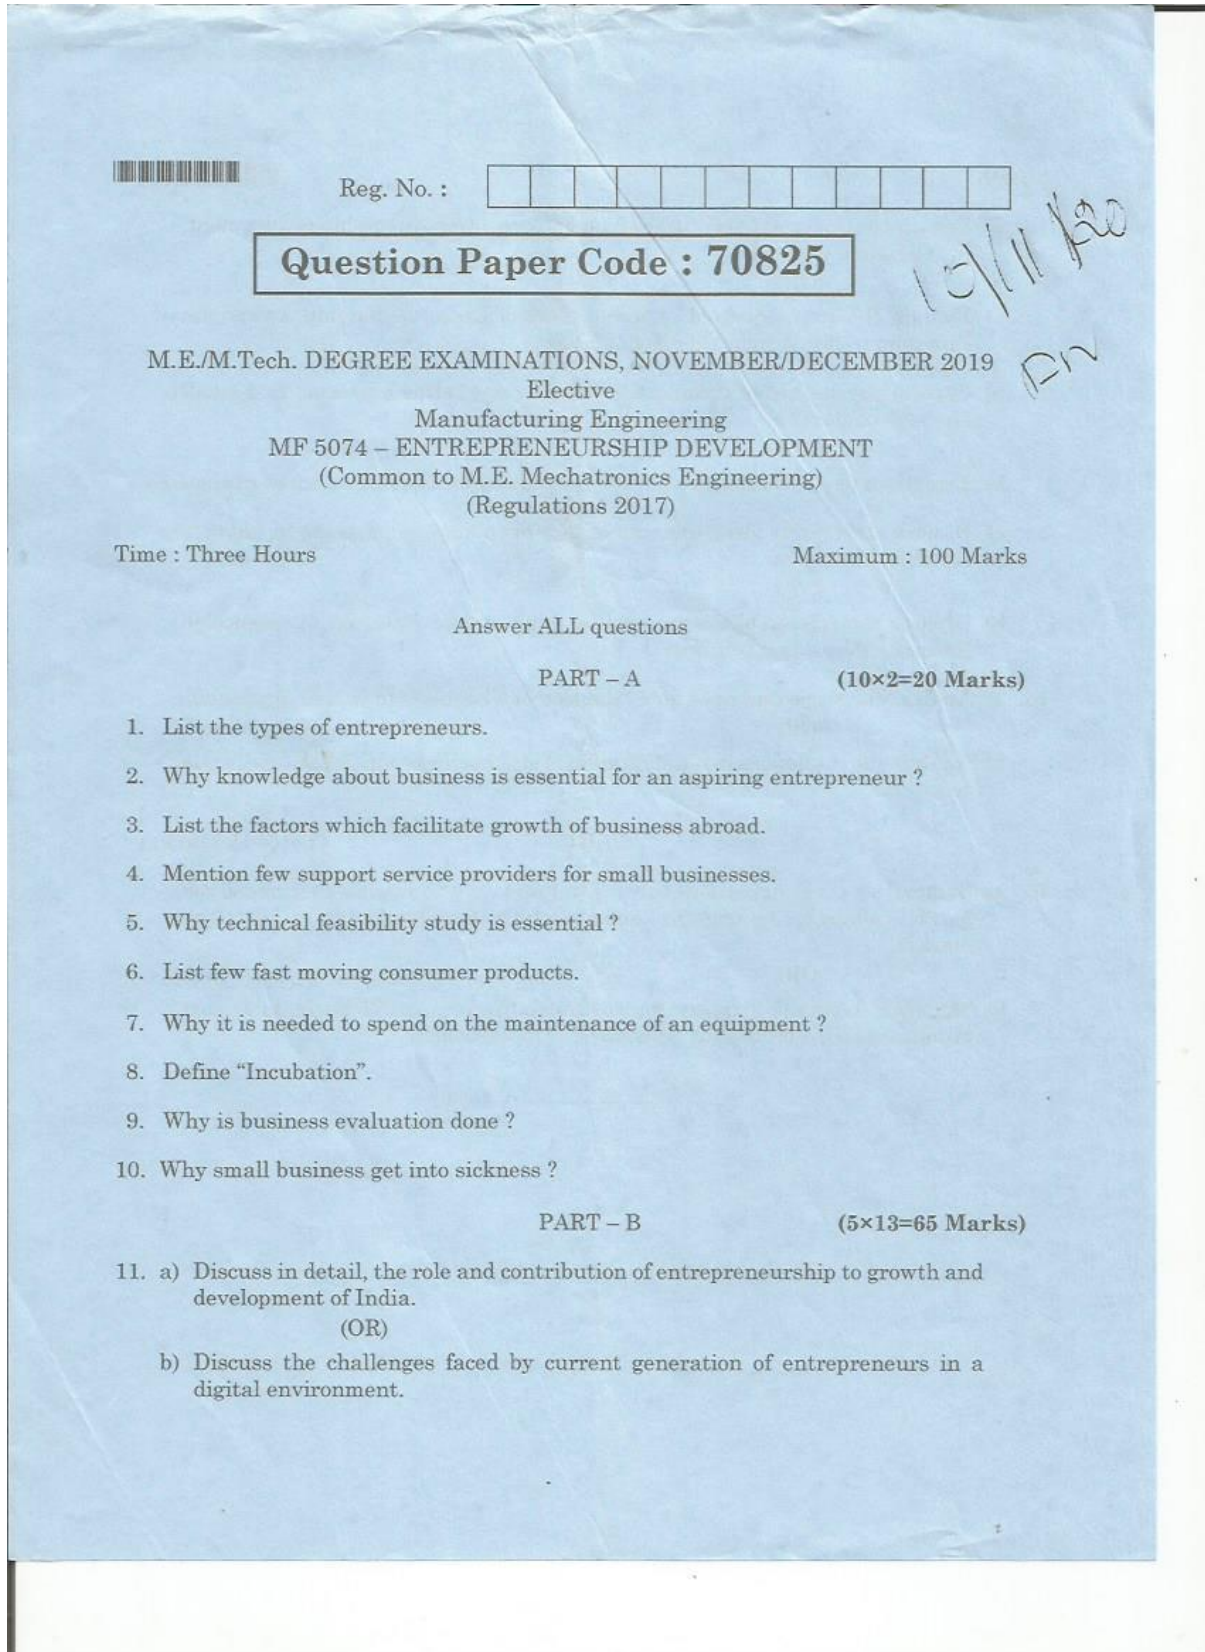 Reg. No. :
Question Paper Code : 70825
M.E./M.Tech. DEGREE EXAMINATIONS, NOVEMBER/DECEMBER 2019
Elective
Manufacturing Engineering
MF 5074 – ENTREPRENEURSHIP DEVELOPMENT
(Common to M.E. Mechatronics Engineering)
(Regulations 2017)
Time : Three Hours Maximum : 100 Marks
Answer ALL questions
PART – A (10×2=20 Marks)
1. List the types of entrepreneurs.
2. Why knowledge about business is essential for an aspiring entrepreneur ?
3. List the factors which facilitate growth of business abroad.
4. Mention few support service providers for small businesses.
5. Why technical feasibility study is essential ?
6. List few fast moving consumer products.
7. Why it is needed to spend on the maintenance of an equipment ?
8. Define “Incubation”.
9. Why is business evaluation done ?
10. Why small business get into sickness ?
PART – B (5×13=65 Marks)
11. a) Discuss in detail, the role and contribution of entrepreneurship to growth and
development of India.
(OR)
b) Discuss the challenges faced by current generation of entrepreneurs in a
digital environment.